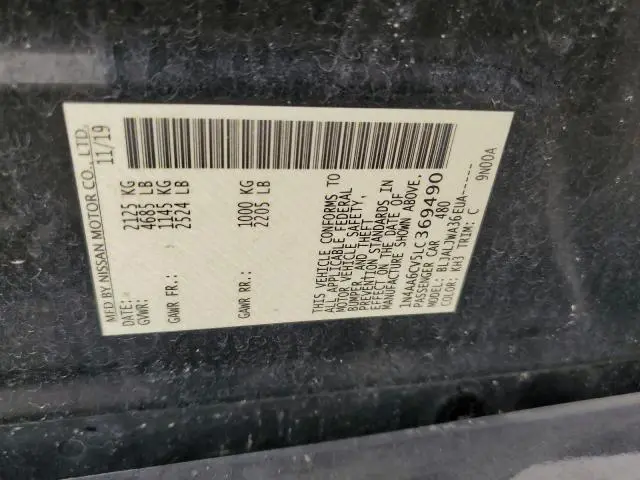 MFD BY NISSAN MOTOR CO., LTD.
11/19
GVWR: 2125 KG
4685 LB
GAWR FR.: 1145 KG
2524 LB
GAWR RR.: 1000 KG
2205 LB
THIS VEHICLE CONFORMS TO
ALL APPLICABLE FEDERAL
MOTOR VEHICLE SAFETY,
BUMPER, AND THEFT
PREVENTION STANDARDS IN
EFFECT ON THE DATE OF
MANUFACTURE SHOWN ABOVE.
1N4AA6CV5LC369490
PASSENGER CAR 480
MODEL: BL3ALJWA36EUA-----
COLOR: KH3 TRIM: C
9N00A